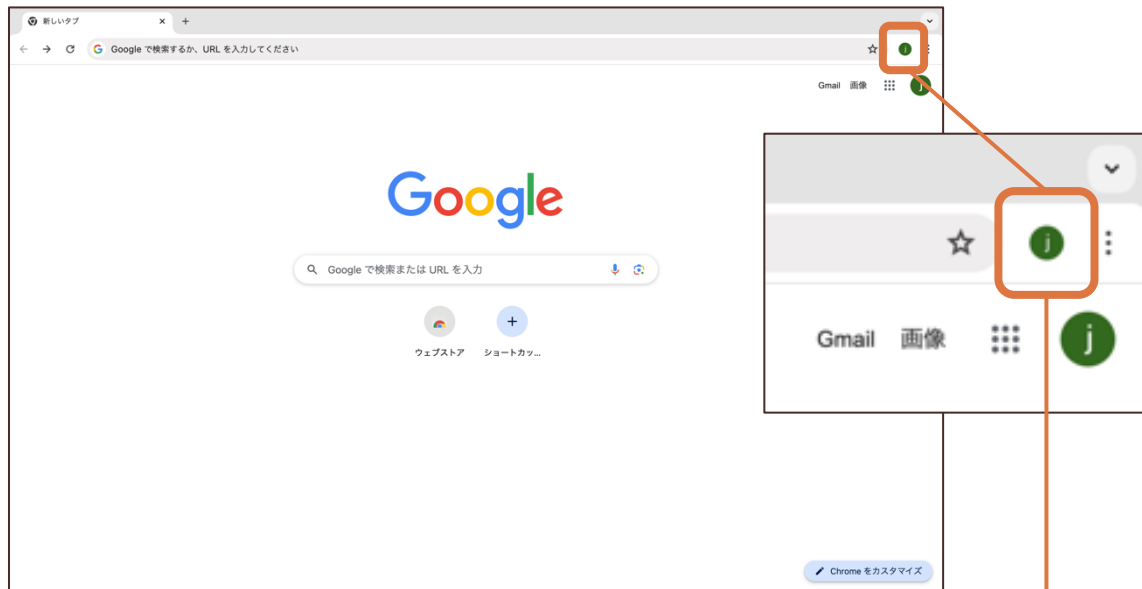 新しいタブ
Google で検索するか、URL を入力してください
j
Gmail 画像 j
Google
Google で検索または URL を入力
ウェブストア ショートカッ...
Chrome をカスタマイズ
j
Gmail 画像 j